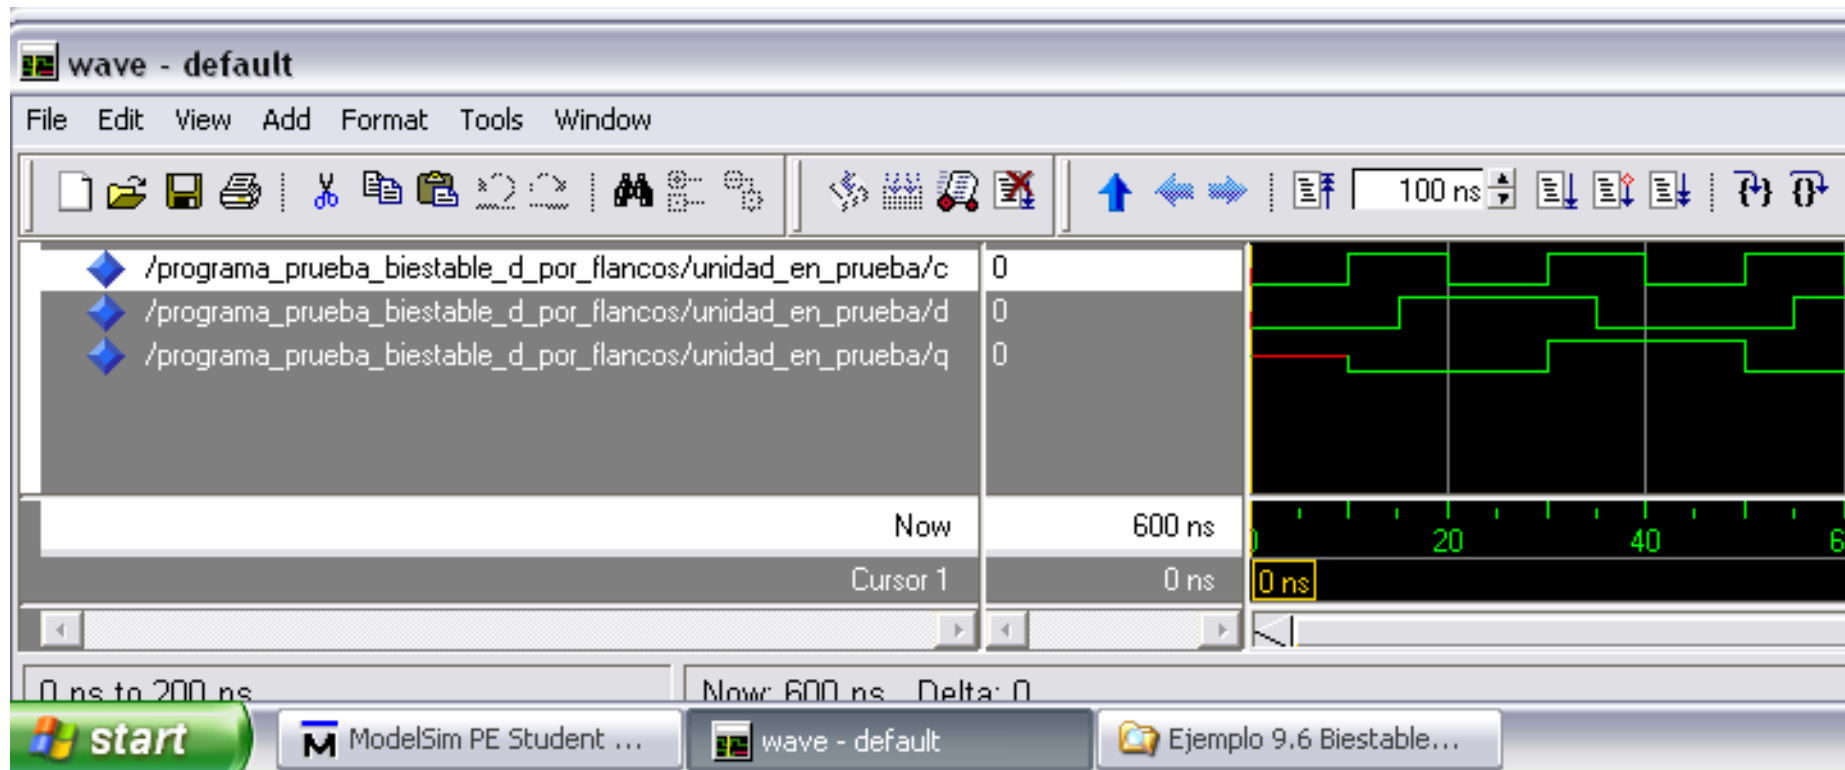 wave - default
File Edit View Add Format Tools Window
100 ns
/programa_prueba_biestable_d_por_flancos/unidad_en_prueba/c 0
/programa_prueba_biestable_d_por_flancos/unidad_en_prueba/d 0
/programa_prueba_biestable_d_por_flancos/unidad_en_prueba/q 0
Now 600 ns 20 40 6
Cursor 1 0 ns 0 ns
0 ns to 200 ns Now: 600 ns Delta: 0
start ModelSim PE Student ... wave - default Ejemplo 9.6 Biestable...